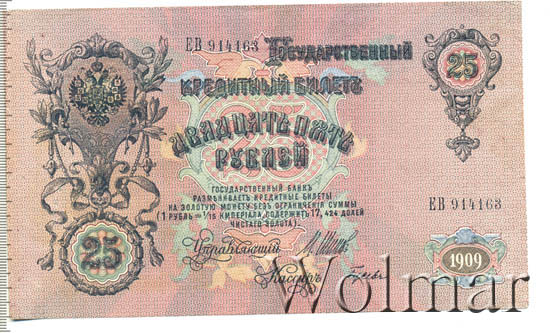 ЕВ 914163
Государственный
кредитный билетъ
25
Двадцать пять
рублей
Государственный Банкъ
размѣниваетъ кредитные билеты
на золотую монету безъ ограниченія суммы
(1 рубль = 1/15 имперіала, содержитъ 17,424 долей
чистаго золота).
ЕВ 914163
25
Управляющій
Кассиръ
1909
Wolmar